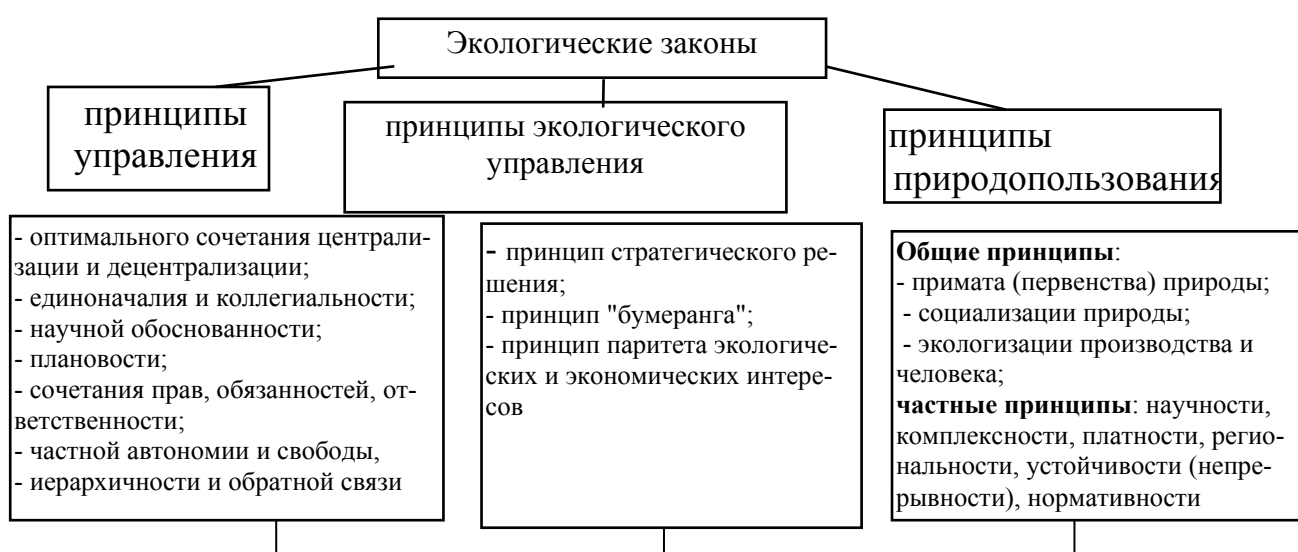 Экологические законы
принципы
управления
принципы экологического
управления
принципы
природопользования
- оптимального сочетания централи-
зации и децентрализации;
- единоначалия и коллегиальности;
- научной обоснованности;
- плановости;
- сочетания прав, обязанностей, от-
ветственности;
- частной автономии и свободы,
- иерархичности и обратной связи
- принцип стратегического ре-
шения;
- принцип "бумеранга";
- принцип паритета экологиче-
ских и экономических интере-
сов
Общие принципы:
- примата (первенства) природы;
- социализации природы;
- экологизации производства и
человека;
частные принципы: научности,
комплексности, платности, регио-
нальности, устойчивости (непре-
рывности), нормативности